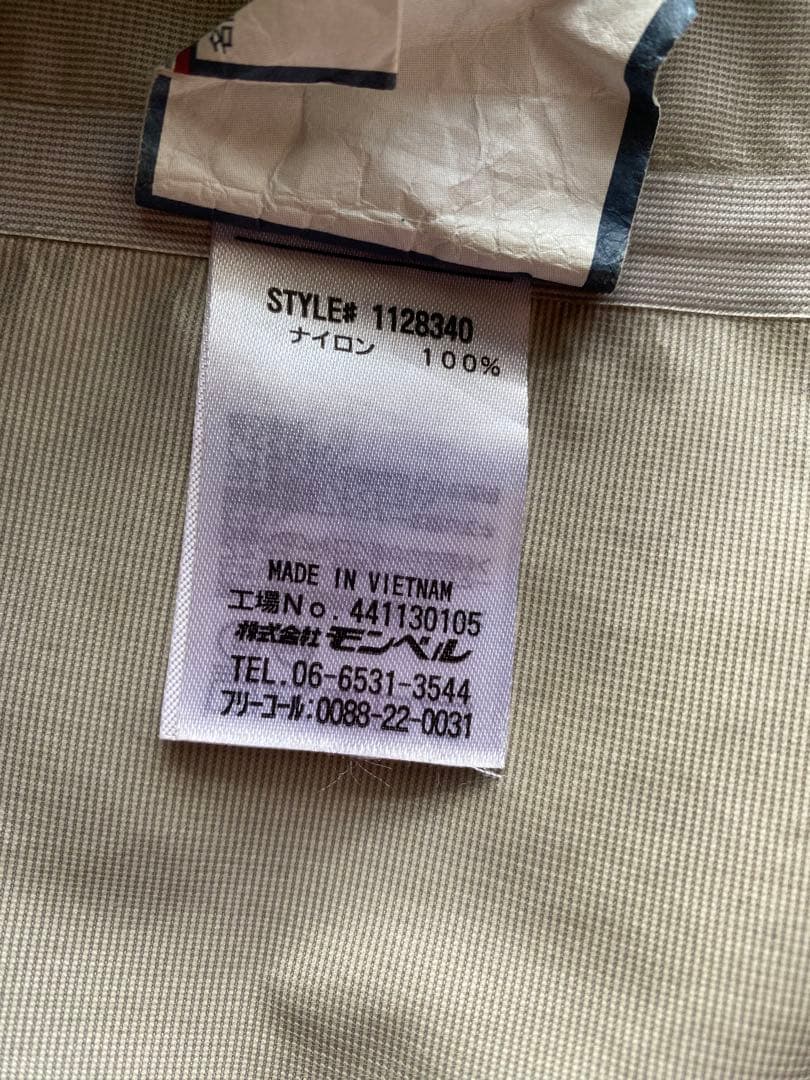 STYLE# 1128340
ナイロン 100%
MADE IN VIETNAM
工場No. 441130105
株式会社モンベル
TEL.06-6531-3544
フリーコール:0088-22-0031